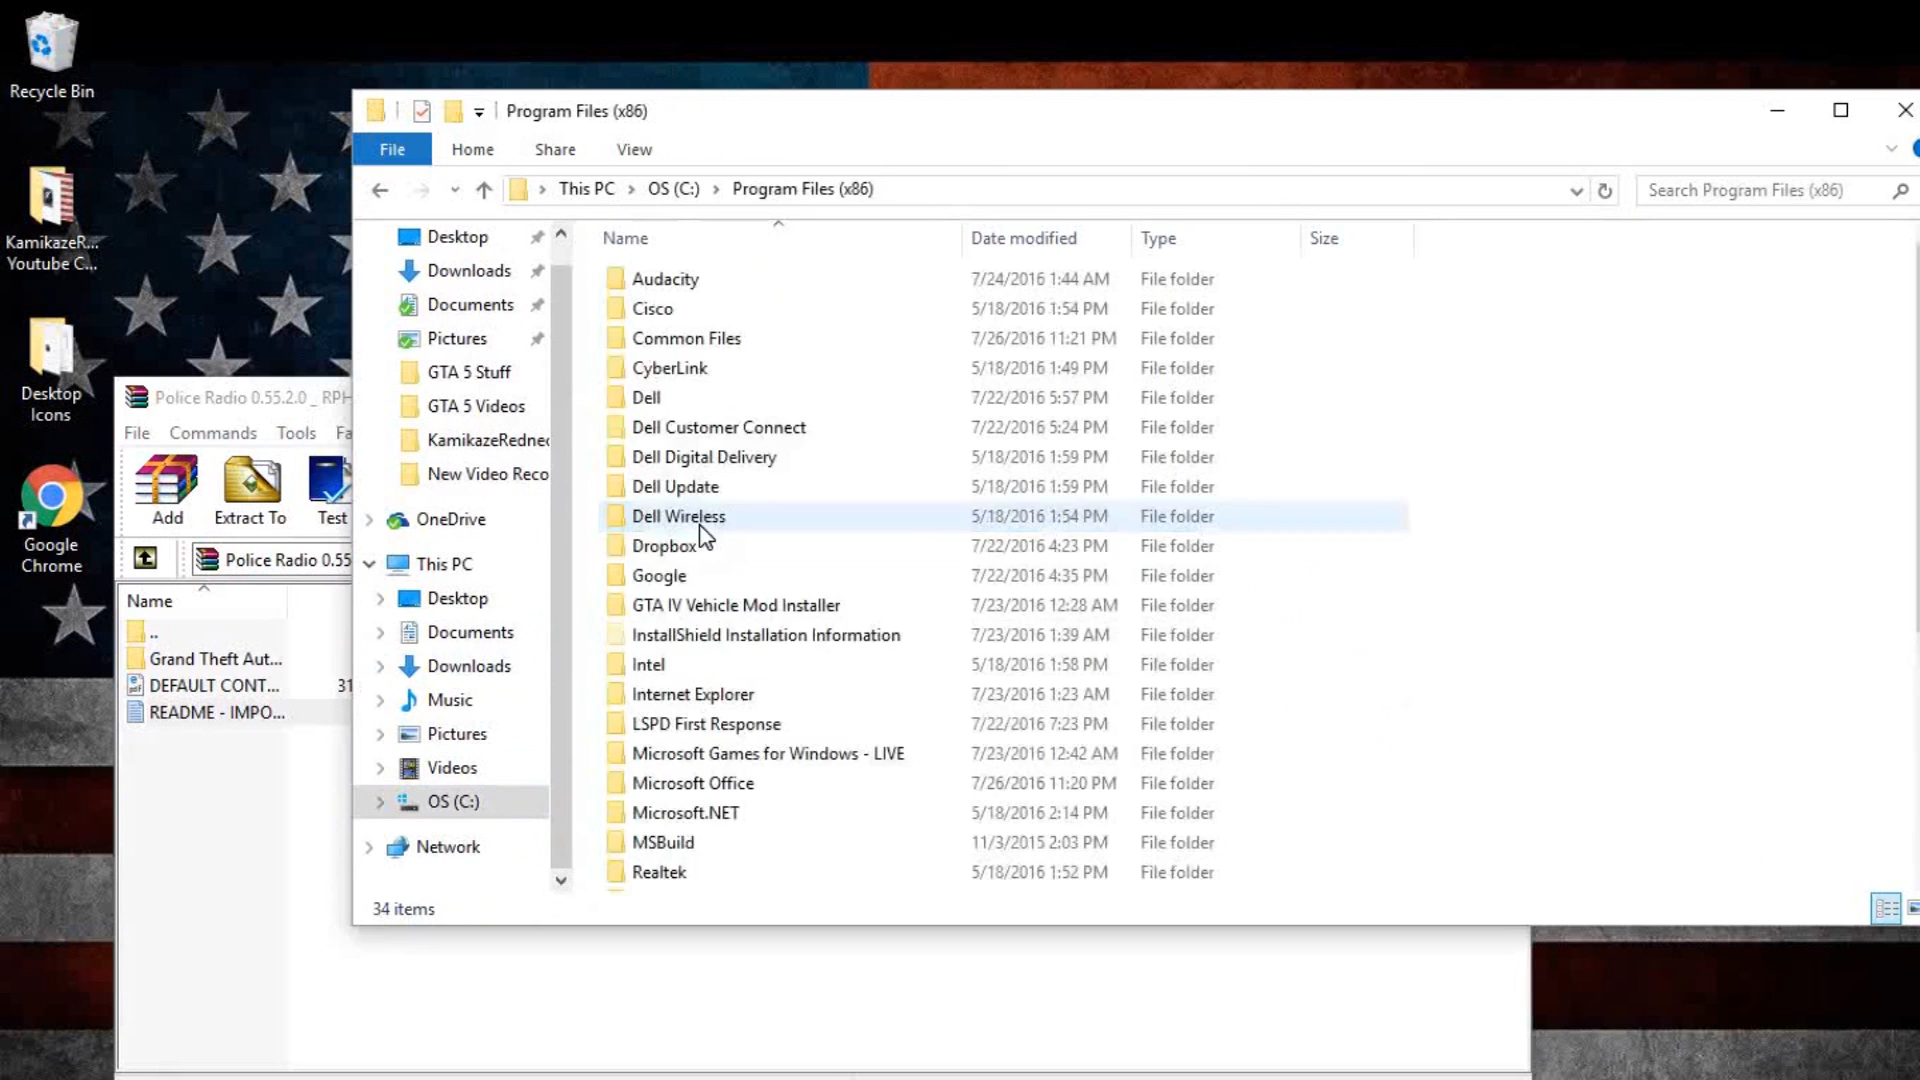 Recycle Bin
KamikazeR...
Youtube C...
Desktop
Icons
Google
Chrome
Police Radio 0.55.2.0 _ RPH
File Commands Tools Fa
Add Extract To Test
Police Radio 0.55
Name
..
Grand Theft Aut...
DEFAULT CONT... 31
README - IMPO...
Program Files (x86)
File Home Share View
This PC OS (C:) Program Files (x86)
Search Program Files (x86)
Desktop
Downloads
Documents
Pictures
GTA 5 Stuff
GTA 5 Videos
KamikazeRednec
New Video Reco
OneDrive
This PC
Desktop
Documents
Downloads
Music
Pictures
Videos
OS (C:)
Network
Name Date modified Type Size
Audacity 7/24/2016 1:44 AM File folder
Cisco 5/18/2016 1:54 PM File folder
Common Files 7/26/2016 11:21 PM File folder
CyberLink 5/18/2016 1:49 PM File folder
Dell 7/22/2016 5:57 PM File folder
Dell Customer Connect 7/22/2016 5:24 PM File folder
Dell Digital Delivery 5/18/2016 1:59 PM File folder
Dell Update 5/18/2016 1:59 PM File folder
Dell Wireless 5/18/2016 1:54 PM File folder
Dropbox 7/22/2016 4:23 PM File folder
Google 7/22/2016 4:35 PM File folder
GTA IV Vehicle Mod Installer 7/23/2016 12:28 AM File folder
InstallShield Installation Information 7/23/2016 1:39 AM File folder
Intel 5/18/2016 1:58 PM File folder
Internet Explorer 7/23/2016 1:23 AM File folder
LSPD First Response 7/22/2016 7:23 PM File folder
Microsoft Games for Windows - LIVE 7/23/2016 12:42 AM File folder
Microsoft Office 7/26/2016 11:20 PM File folder
Microsoft.NET 5/18/2016 2:14 PM File folder
MSBuild 11/3/2015 2:03 PM File folder
Realtek 5/18/2016 1:52 PM File folder
34 items